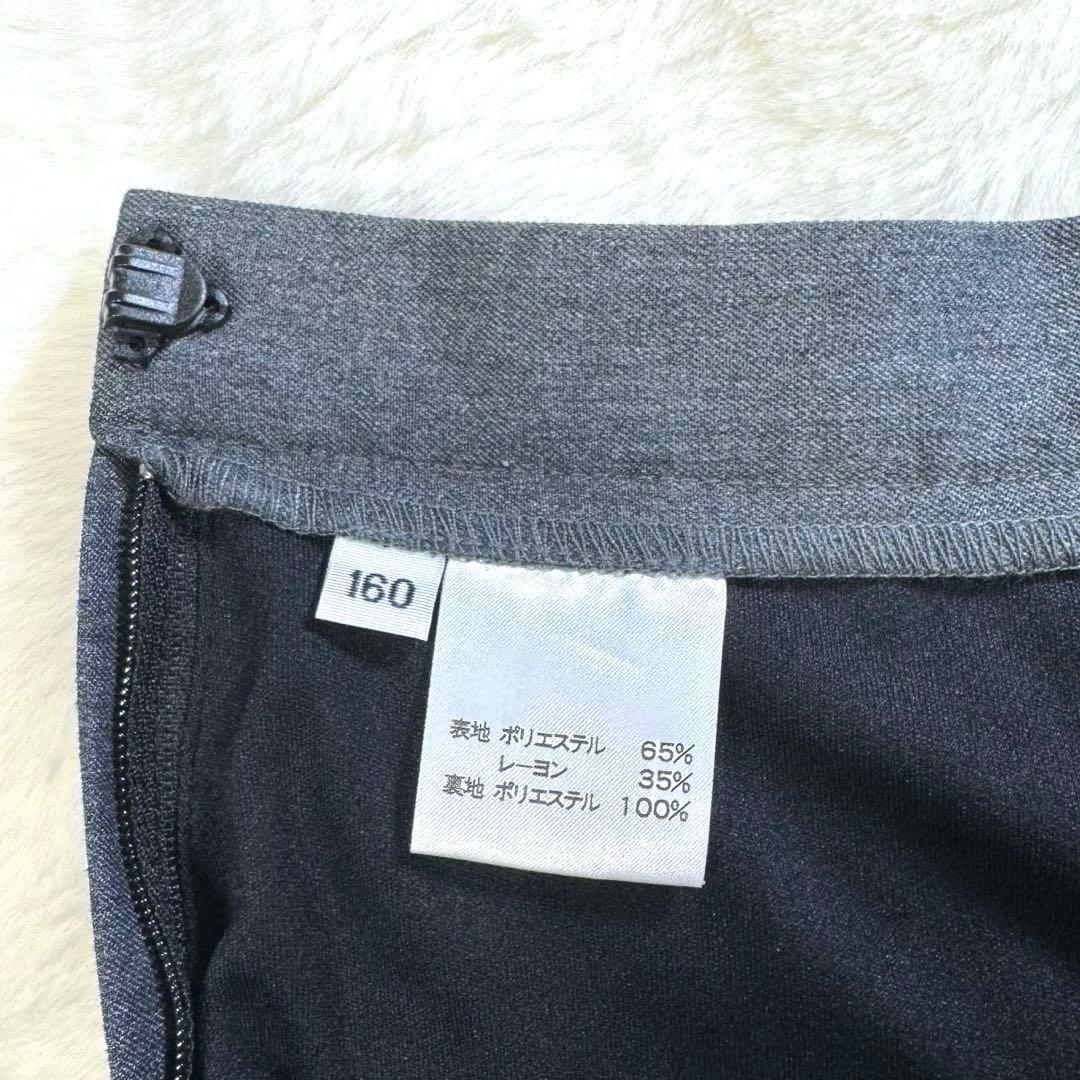 160
表地 ポリエステル 65%
レーヨン 35%
裏地 ポリエステル 100%